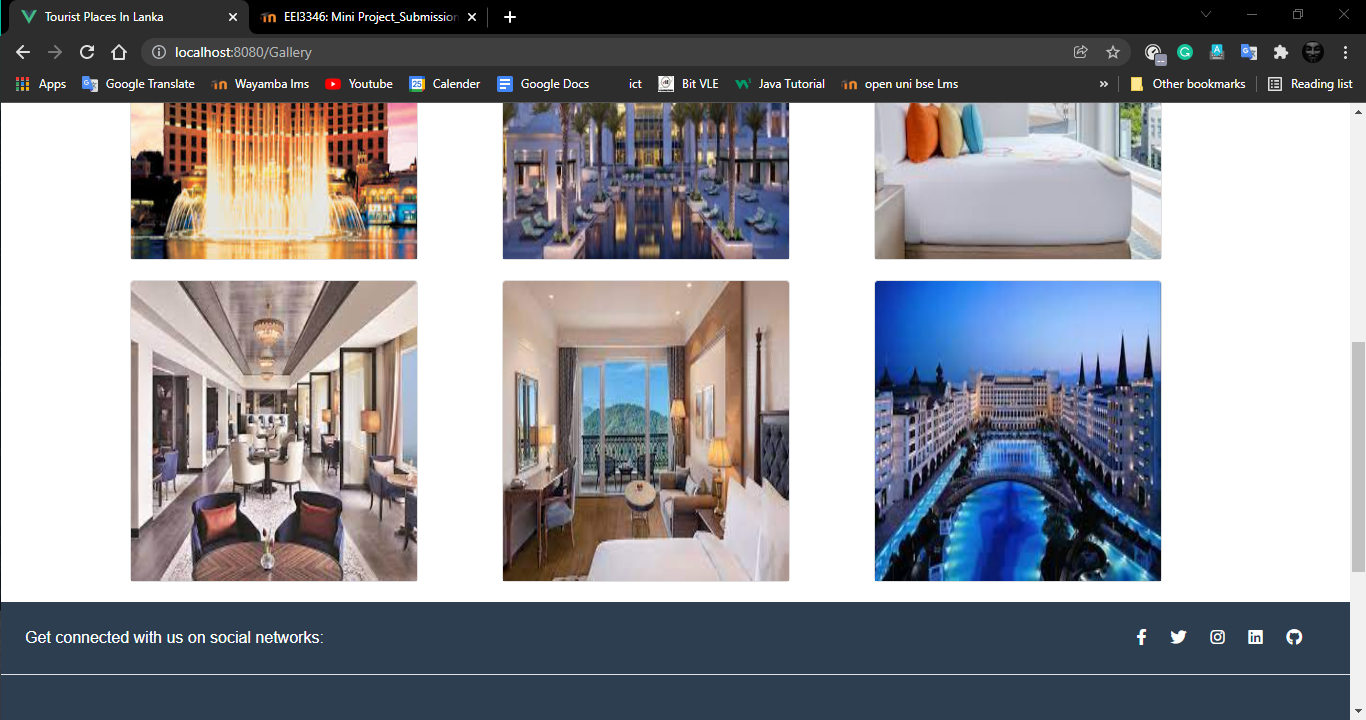 Tourist Places In Lanka
EEI3346: Mini Project_Submission
localhost:8080/Gallery
Apps Google Translate Wayamba lms Youtube 25 Calender Google Docs ict Bit VLE Java Tutorial open uni bse Lms » Other bookmarks Reading list
Get connected with us on social networks: